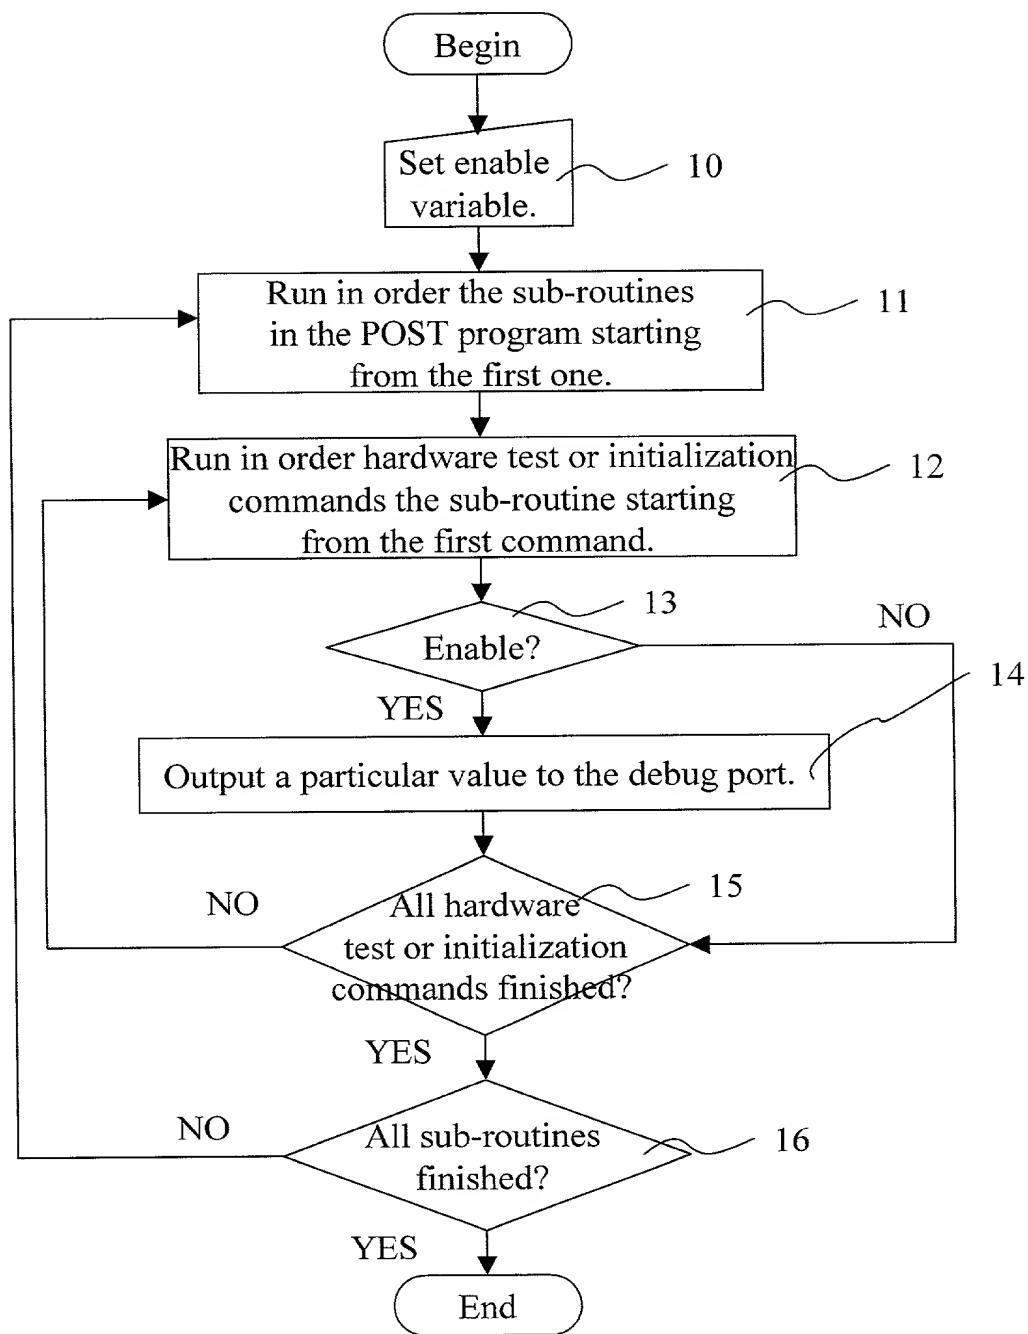 Begin
Set enable
variable.
10
Run in order the sub-routines
in the POST program starting
from the first one.
11
Run in order hardware test or initialization
commands the sub-routine starting
from the first command.
12
13
NO
Enable?
YES
14
Output a particular value to the debug port.
15
NO
All hardware
test or initialization
commands finished?
YES
NO
All sub-routines
finished?
16
YES
End